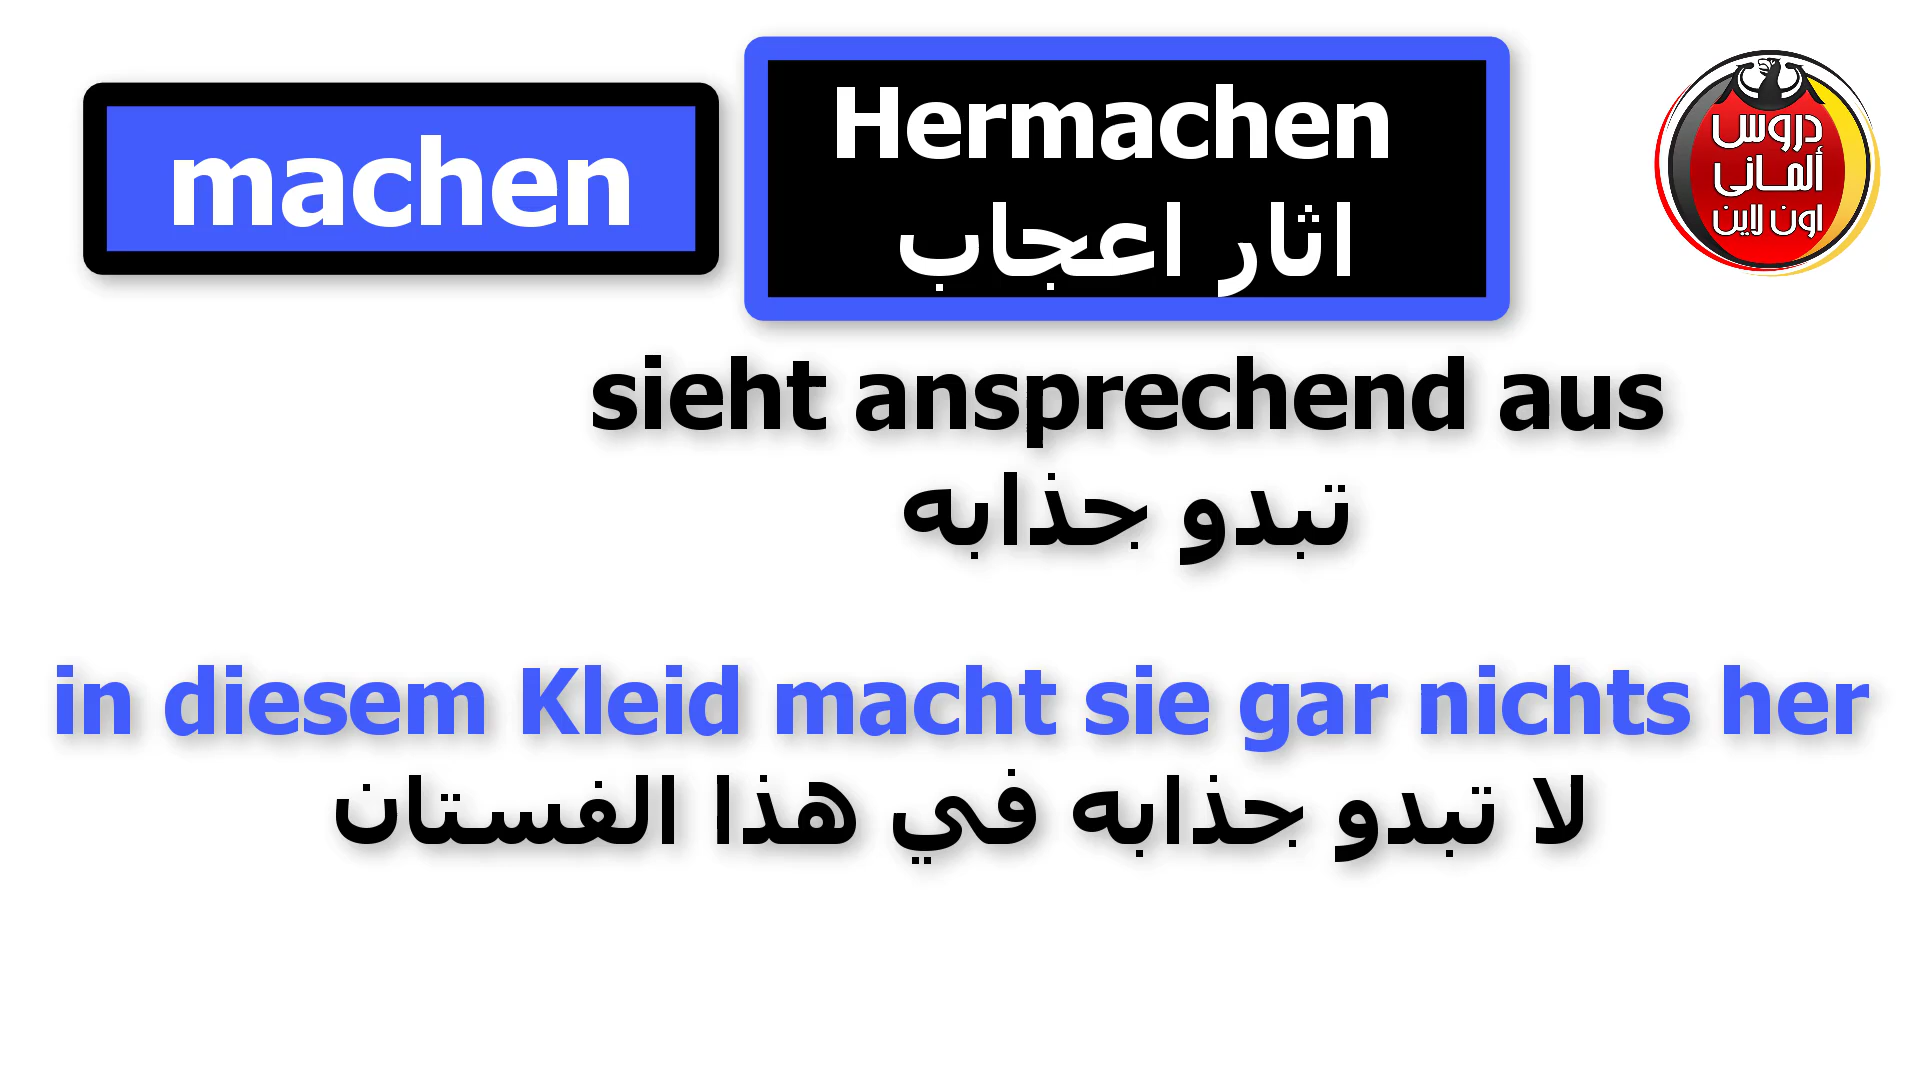 machen
Hermachen
اثار اعجاب
دروس
ألمانى
اون لاين
sieht ansprechend aus
تبدو جذابه
in diesem Kleid macht sie gar nichts her
لا تبدو جذابه في هذا الفستان